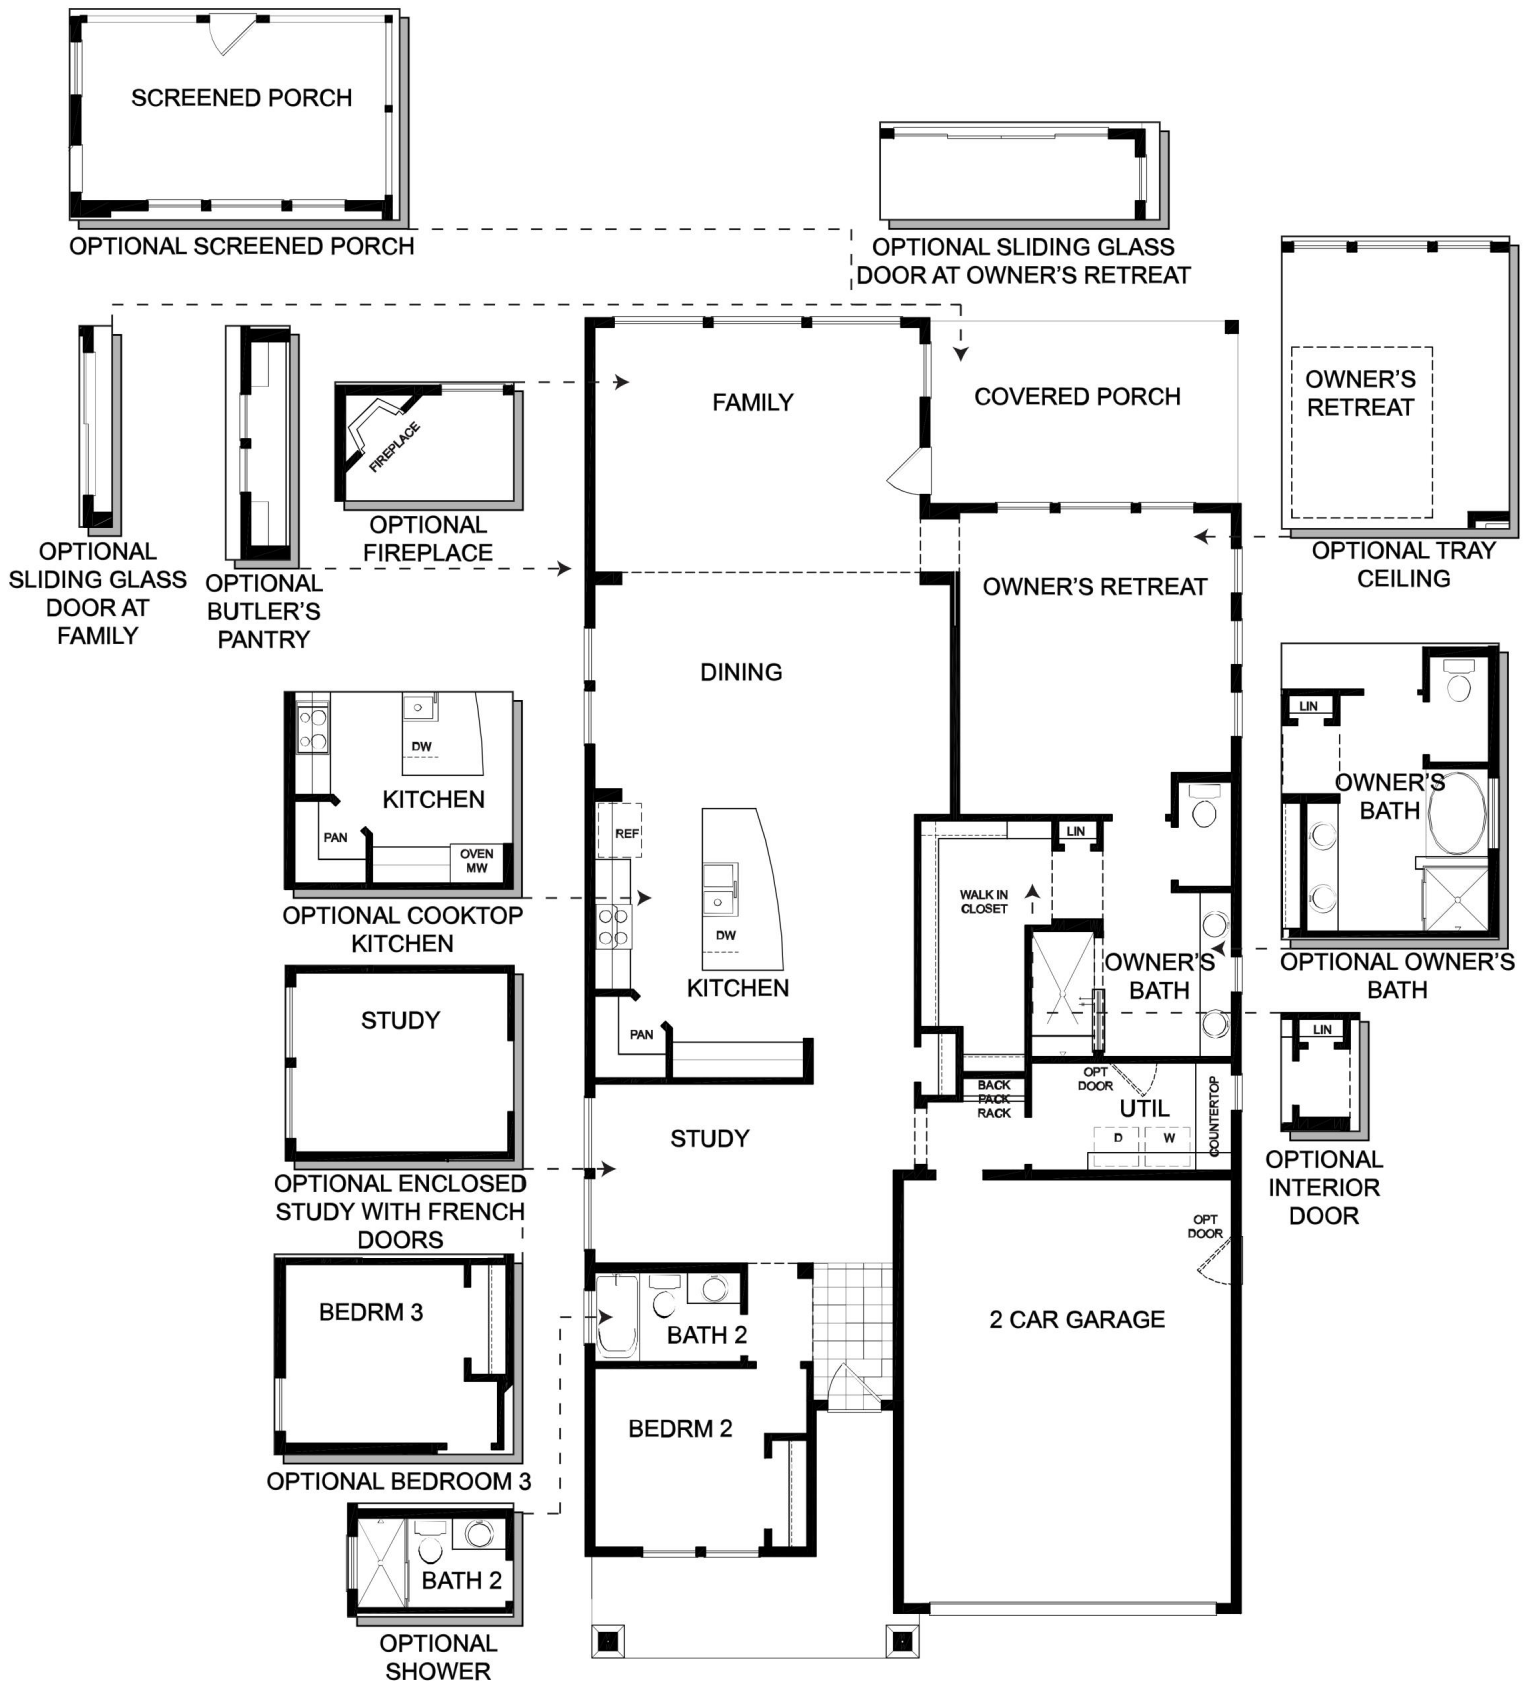 SCREENED PORCH
OPTIONAL SCREENED PORCH
OPTIONAL SLIDING GLASS
DOOR AT OWNER'S RETREAT
OWNER'S
RETREAT
OPTIONAL TRAY
CEILING
OPTIONAL
SLIDING GLASS
DOOR AT
FAMILY
OPTIONAL
BUTLER'S
PANTRY
FIREPLACE
OPTIONAL
FIREPLACE
FAMILY
COVERED PORCH
OWNER'S RETREAT
DINING
DW
KITCHEN
PAN
OVEN
MW
OPTIONAL COOKTOP
KITCHEN
REF
DW
KITCHEN
PAN
LIN
WALK IN
CLOSET
OWNER'S
BATH
LIN
OWNER'S
BATH
OPTIONAL OWNER'S
BATH
STUDY
OPTIONAL ENCLOSED
STUDY WITH FRENCH
DOORS
STUDY
BACK
PACK
RACK
OPT
DOOR
UTIL
D
W
COUNTERTOP
LIN
OPTIONAL
INTERIOR
DOOR
OPT
DOOR
2 CAR GARAGE
BEDRM 3
OPTIONAL BEDROOM 3
BATH 2
BEDRM 2
BATH 2
OPTIONAL
SHOWER